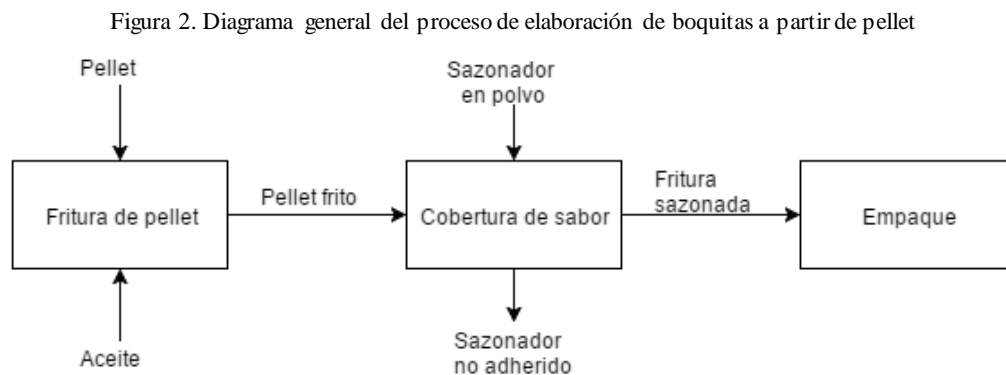 Figura 2. Diagrama general del proceso de elaboración de boquitas a partir de pellet
Pellet
Sazonador
en polvo
Fritura de pellet
Pellet frito
Cobertura de sabor
Fritura
sazonada
Empaque
Aceite
Sazonador
no adherido